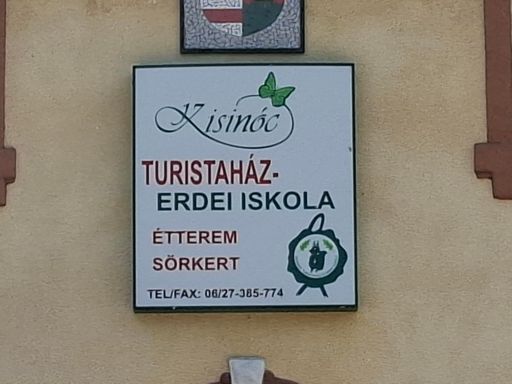 Kisinóc
TURISTAHÁZ-
ERDEI ISKOLA
ÉTTEREM
SÖRKERT
TEL/FAX: 06/27-385-774